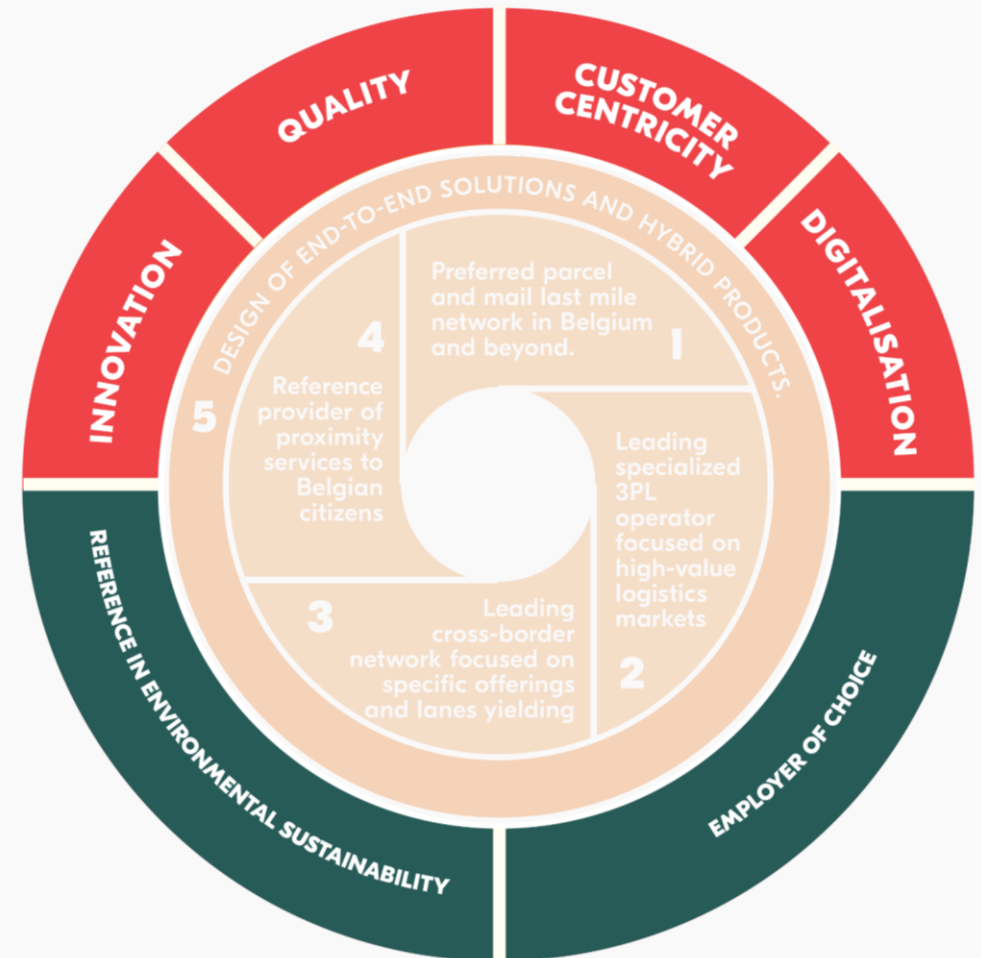 QUALITY
CUSTOMER
CENTRICITY
DIGITALISATION
INNOVATION
DESIGN OF END-TO-END SOLUTIONS AND HYBRID PRODUCTS.
5
Preferred parcel
and mail last mile
network in Belgium
and beyond.
1
Leading
specialized
3PL
operator
focused on
high-value
logistics
markets
2
3
Leading
cross-border
network focused on
specific offerings
and lanes yielding
4
Reference
provider of
proximity
services to
Belgian
citizens
EMPLOYER OF CHOICE
REFERENCE IN ENVIRONMENTAL SUSTAINABILITY